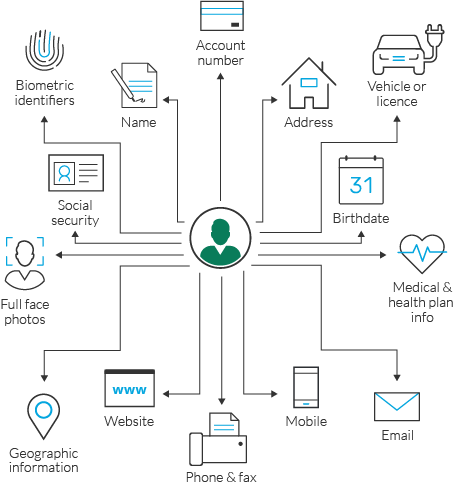 Account
number
Biometric
identifiers
Name
Address
Vehicle or
licence
Social
security
31
Birthdate
Full face
photos
Medical &
health plan
info
www
Website
Mobile
Email
Geographic
information
Phone & fax